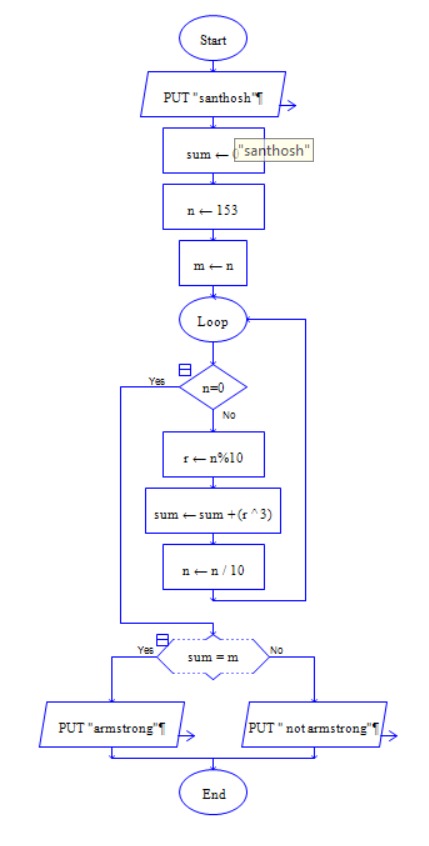 Start
PUT "santhosh"¶
sum ←
"santhosh"
n ← 153
m ← n
Loop
n=0
Yes
No
r ← n%10
sum ← sum +(r ^3)
n ← n / 10
sum = m
Yes
No
PUT "armstrong"¶
PUT " not armstrong"¶
End